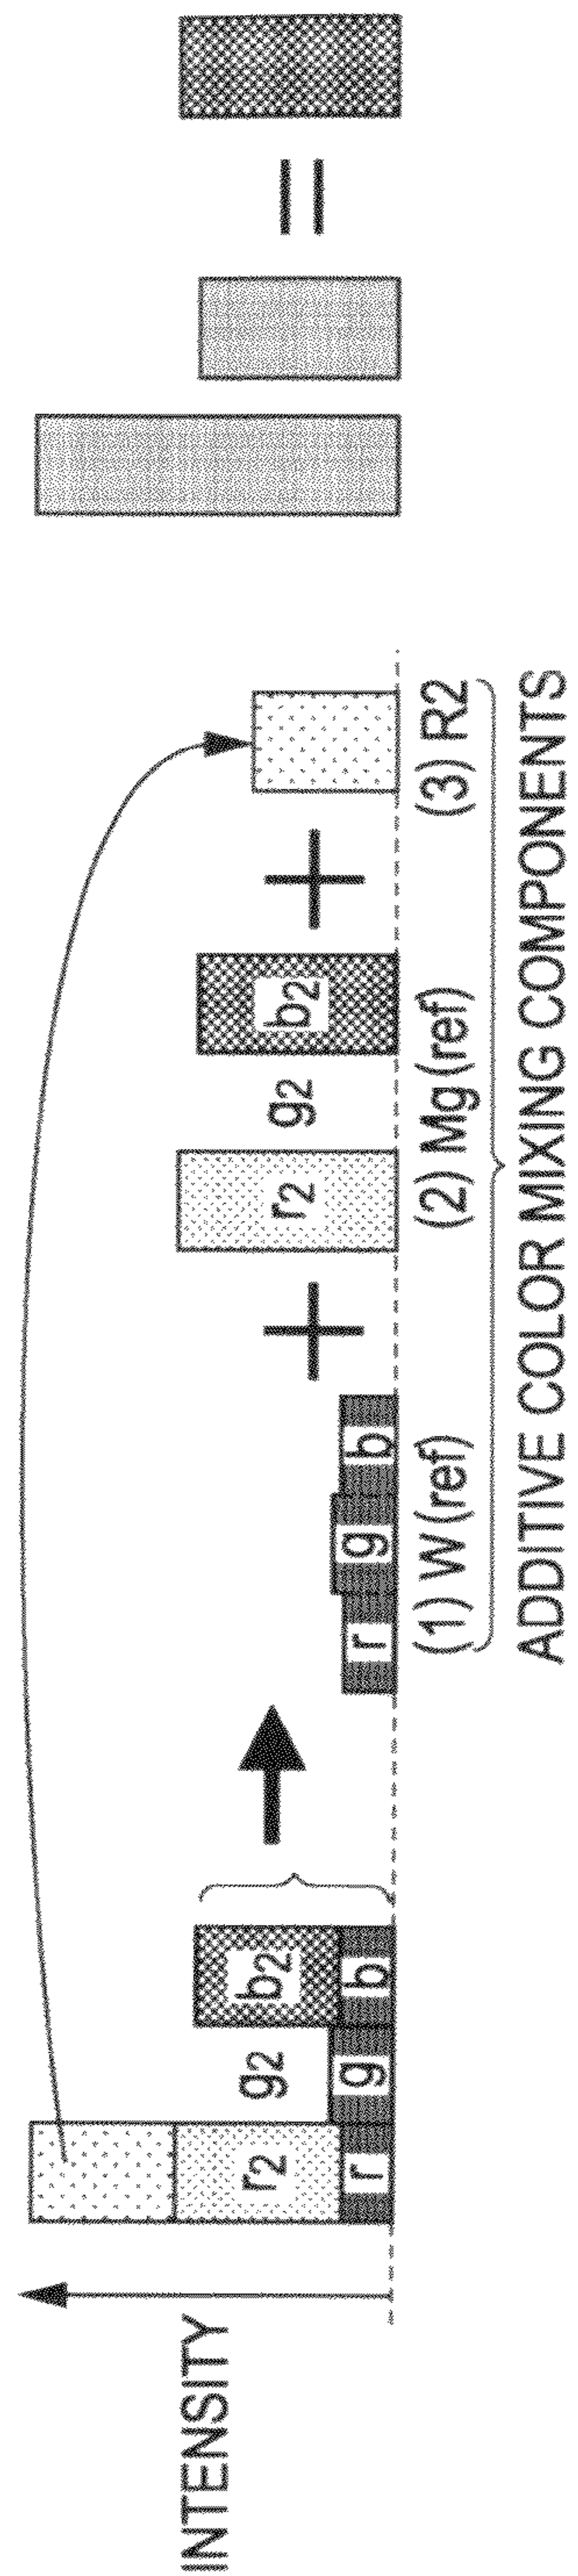 INTENSITY
r2
g2
b2
r
g
b
r
g
b
+
r2
g2
b2
+
=
(1) W (ref)
(2) Mg (ref)
(3) R2
ADDITIVE COLOR MIXING COMPONENTS